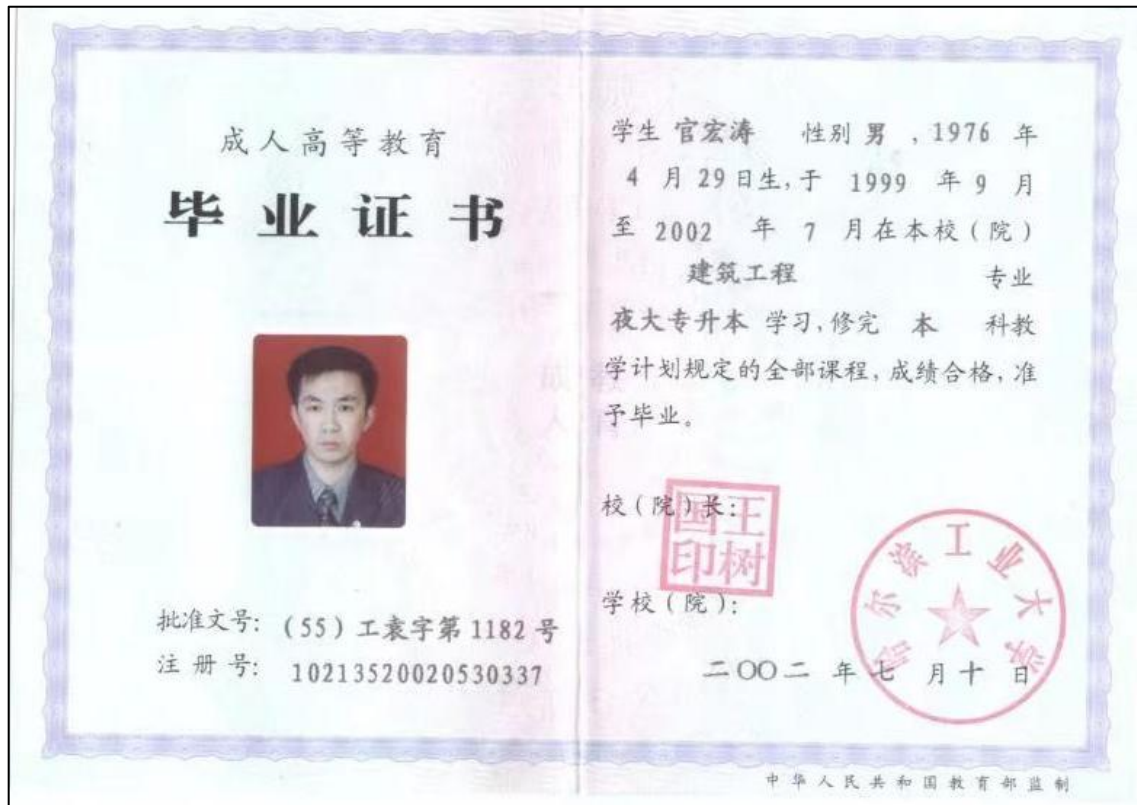 成人高等教育
毕业证书
批准文号: (55) 工袁字第 1182 号
注 册 号: 10213520020530337
学生 官宏涛 性别 男 , 1976 年
4 月 29 日生, 于 1999 年 9 月
至 2002 年 7 月在本校 (院)
建筑工程 专业
夜大专升本 学习, 修完 本 科教
学计划规定的全部课程, 成绩合格, 准
予毕业。
校 (院) 长:
王树国印
学校 (院):
哈尔滨工业大学
二〇〇二 年 七 月 十 日
中华人民共和国教育部监制